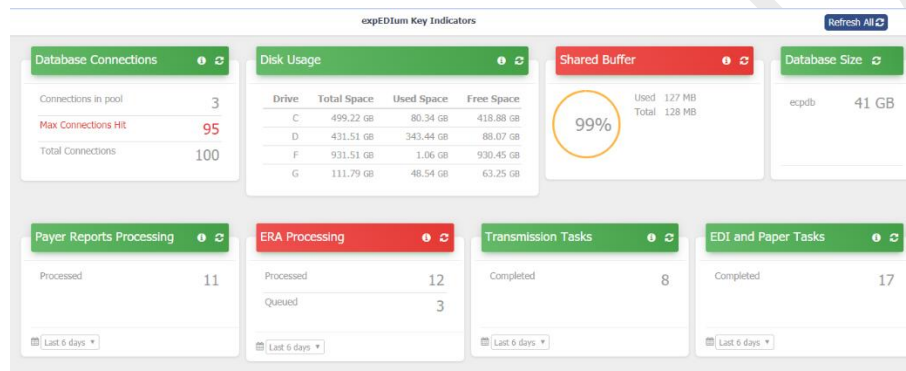 expEDIum Key Indicators
Refresh All
Database Connections
Connections in pool 3
Max Connections Hit 95
Total Connections 100
Disk Usage
Drive Total Space Used Space Free Space
C 499.22 GB 80.34 GB 418.88 GB
D 431.51 GB 343.44 GB 88.07 GB
F 931.51 GB 1.06 GB 930.45 GB
G 111.79 GB 48.54 GB 63.25 GB
Shared Buffer
99%
Used 127 MB
Total 128 MB
Database Size
ecpdb 41 GB
Payer Reports Processing
Processed 11
Last 6 days
ERA Processing
Processed 12
Queued 3
Last 6 days
Transmission Tasks
Completed 8
Last 6 days
EDI and Paper Tasks
Completed 17
Last 6 days